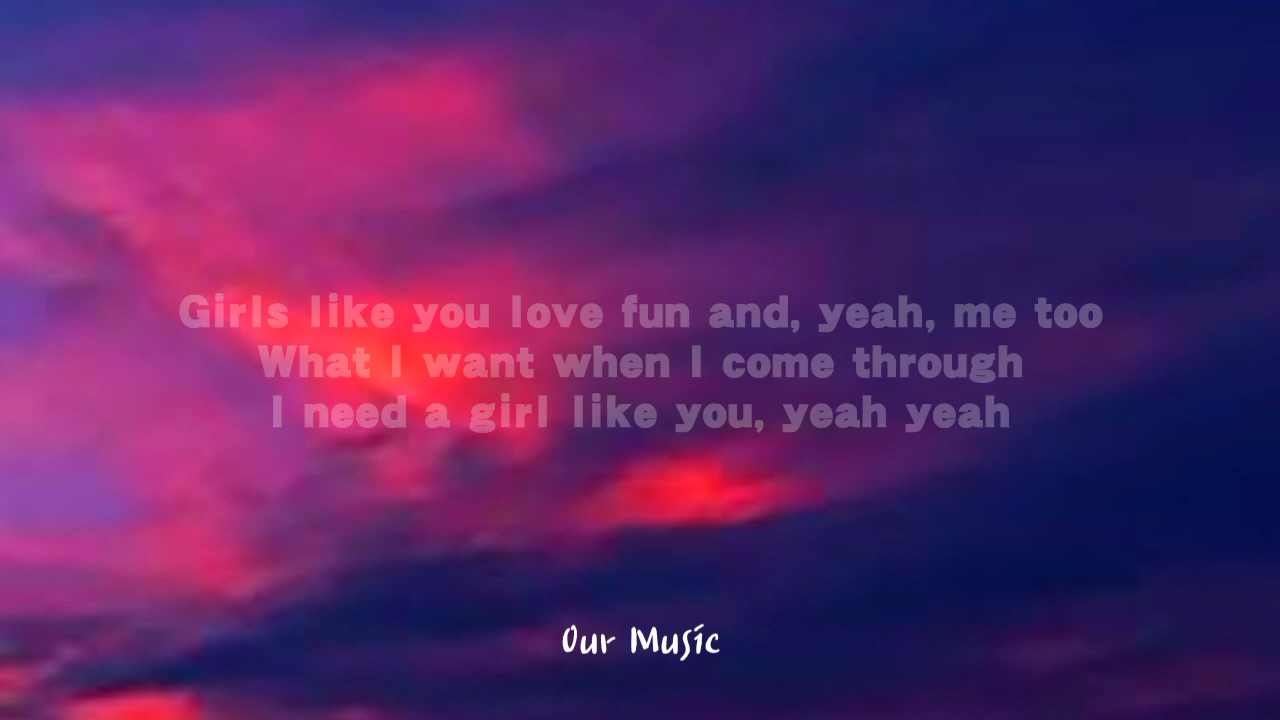 Girls like you love fun and, yeah, me too
What I want when I come through
I need a girl like you, yeah yeah
Our Music